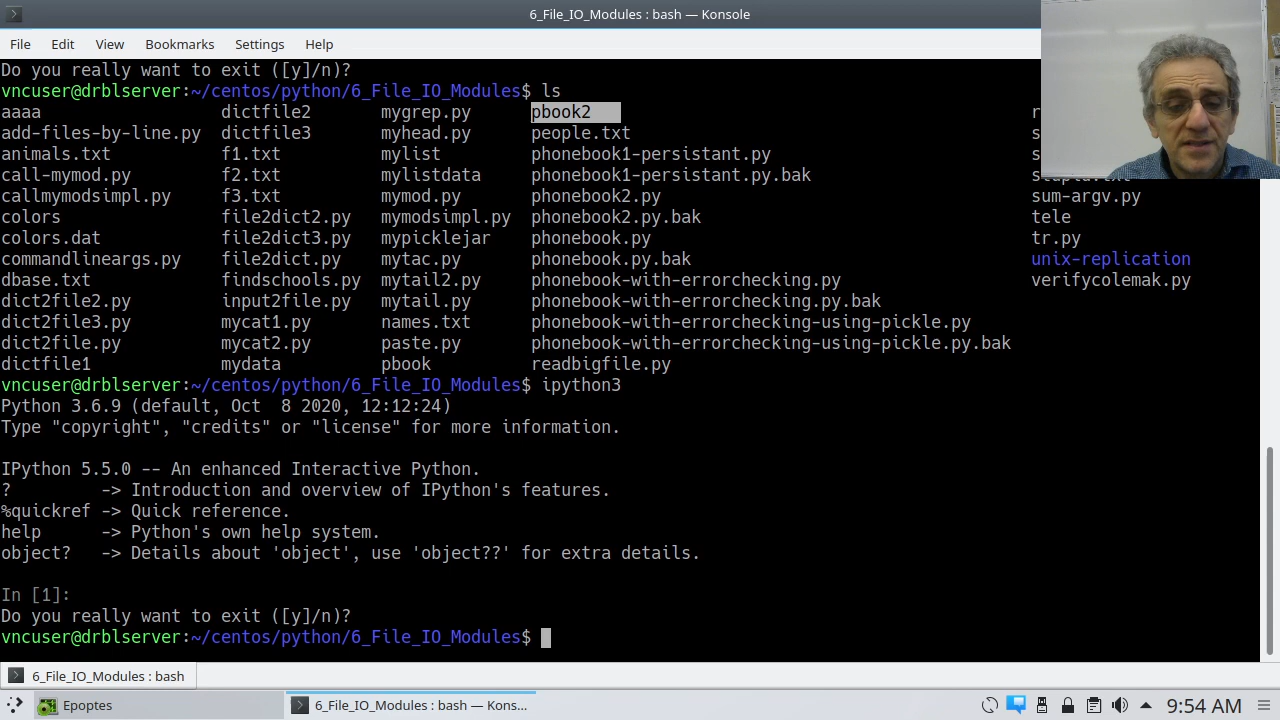 6_File_IO_Modules : bash — Konsole
File Edit View Bookmarks Settings Help
Do you really want to exit ([y]/n)?
vncuser@drblserver:~/centos/python/6_File_IO_Modules$ ls
aaaa dictfile2 mygrep.py pbook2
add-files-by-line.py dictfile3 myhead.py people.txt
animals.txt f1.txt mylist phonebook1-persistant.py
call-mymod.py f2.txt mylistdata phonebook1-persistant.py.bak
callmymodsimpl.py f3.txt mymod.py phonebook2.py sum-argv.py
colors file2dict2.py mymodsimpl.py phonebook2.py.bak tele
colors.dat file2dict3.py mypicklejar phonebook.py tr.py
commandlineargs.py file2dict.py mytac.py phonebook.py.bak unix-replication
dbase.txt findschools.py mytail2.py phonebook-with-errorchecking.py verifycolemak.py
dict2file2.py input2file.py mytail.py phonebook-with-errorchecking.py.bak
dict2file3.py mycat1.py names.txt phonebook-with-errorchecking-using-pickle.py
dict2file.py mycat2.py paste.py phonebook-with-errorchecking-using-pickle.py.bak
dictfile1 mydata pbook readbigfile.py
vncuser@drblserver:~/centos/python/6_File_IO_Modules$ ipython3
Python 3.6.9 (default, Oct  8 2020, 12:12:24)
Type "copyright", "credits" or "license" for more information.
IPython 5.5.0 -- An enhanced Interactive Python.
?         -> Introduction and overview of IPython's features.
%quickref -> Quick reference.
help      -> Python's own help system.
object?   -> Details about 'object', use 'object??' for extra details.
In [1]:
Do you really want to exit ([y]/n)?
vncuser@drblserver:~/centos/python/6_File_IO_Modules$
6_File_IO_Modules : bash
Epoptes 6_File_IO_Modules : bash — Kons... 9:54 AM